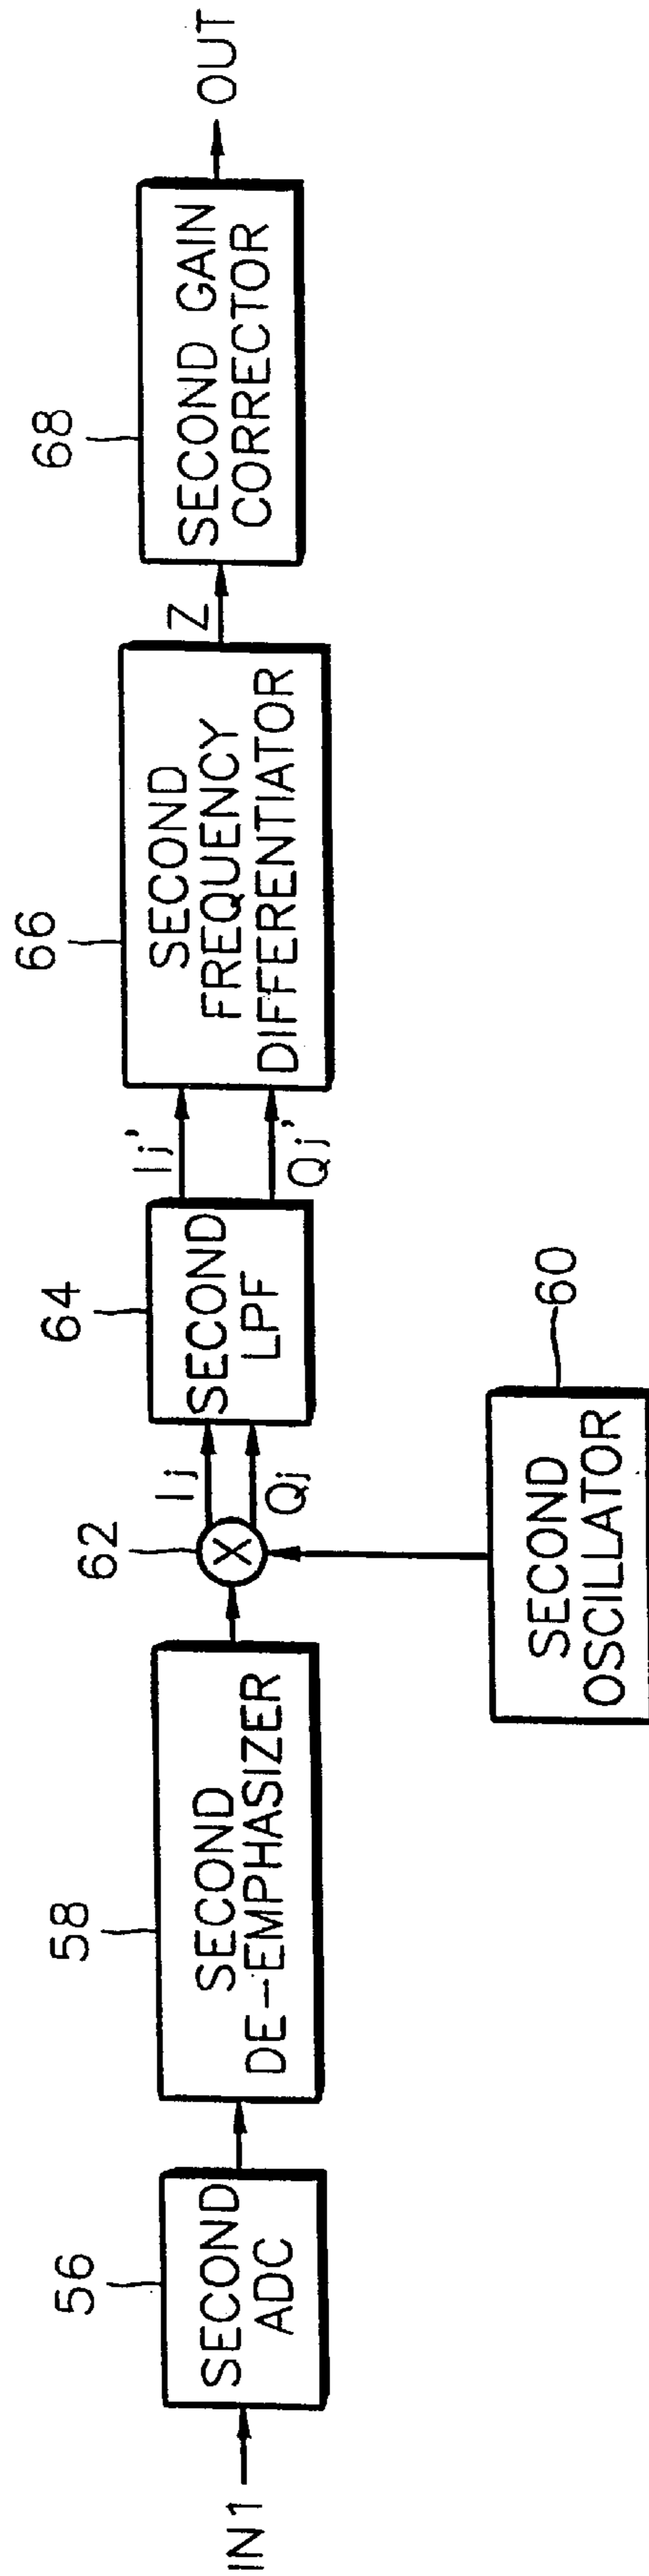 IN1
56
SECOND
ADC
58
SECOND
DE-EMPHASIZER
62
X
Ij
Qj
SECOND
OSCILLATOR
60
64
SECOND
LPF
Ij'
Qj'
66
SECOND
FREQUENCY
DIFFERENTIATOR
Z
68
SECOND GAIN
CORRECTOR
OUT